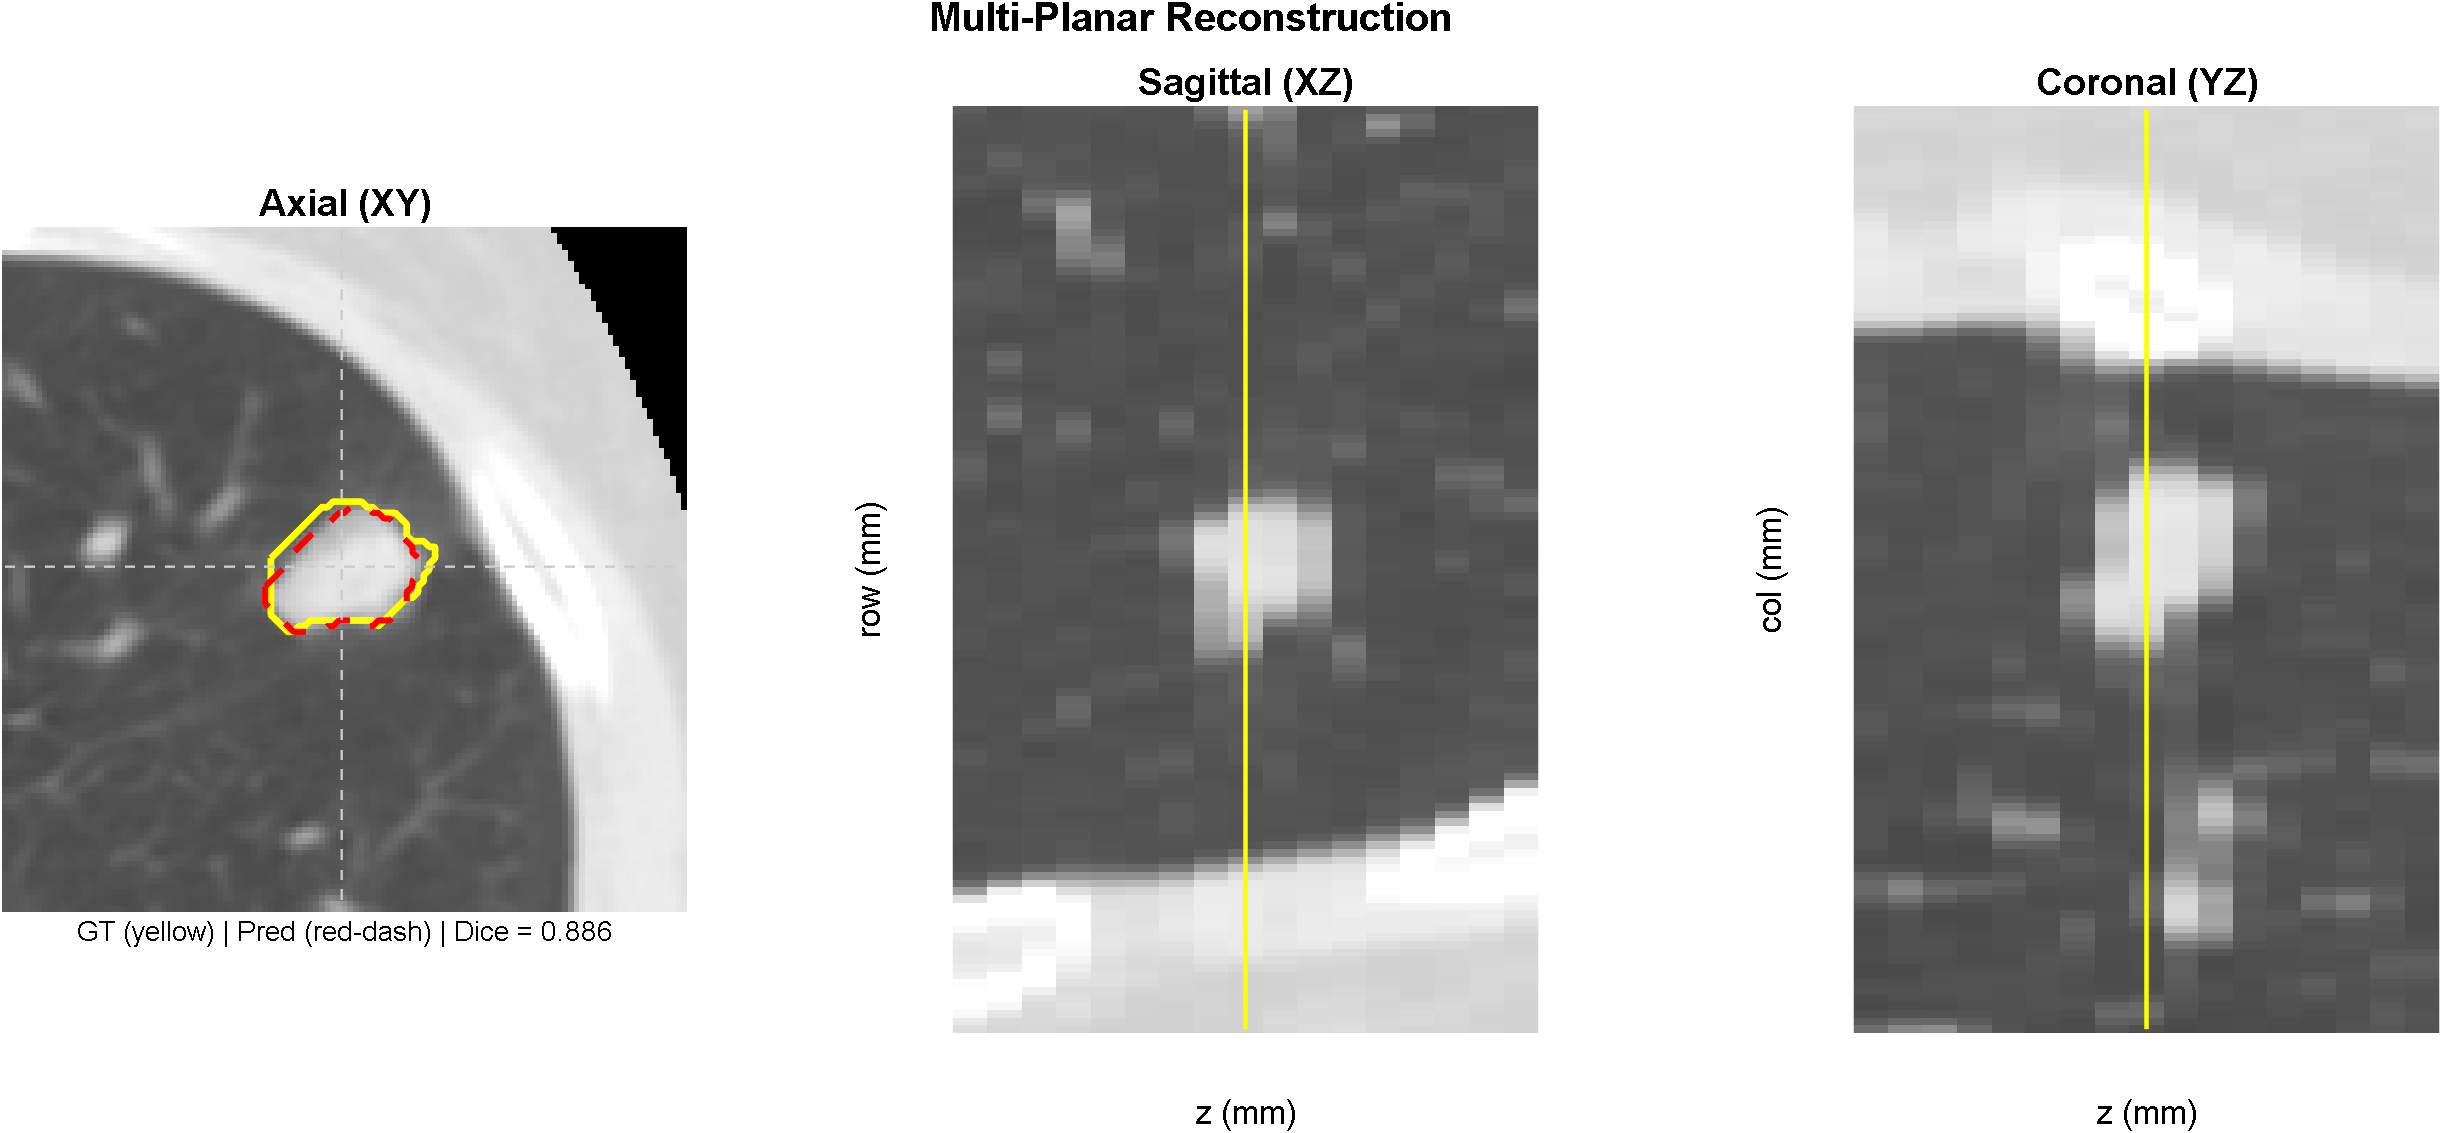 Multi-Planar Reconstruction
Axial (XY)
GT (yellow) | Pred (red-dash) | Dice = 0.886
Sagittal (XZ)
row (mm)
z (mm)
Coronal (YZ)
col (mm)
z (mm)